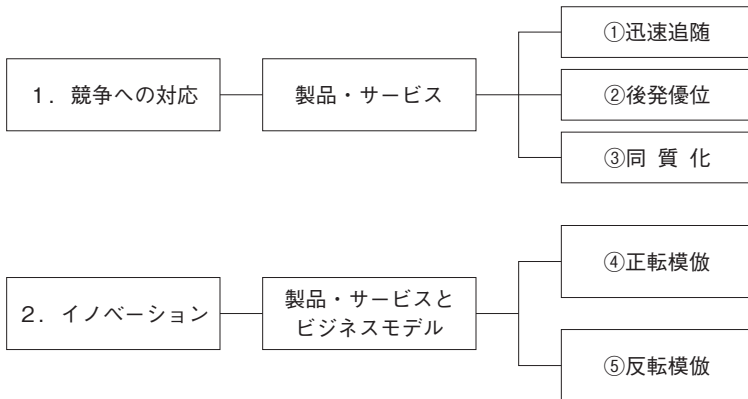 1．競争への対応
製品・サービス
①迅速追随
②後発優位
③同 質 化
2．イノベーション
製品・サービスと
ビジネスモデル
④正転模倣
⑤反転模倣